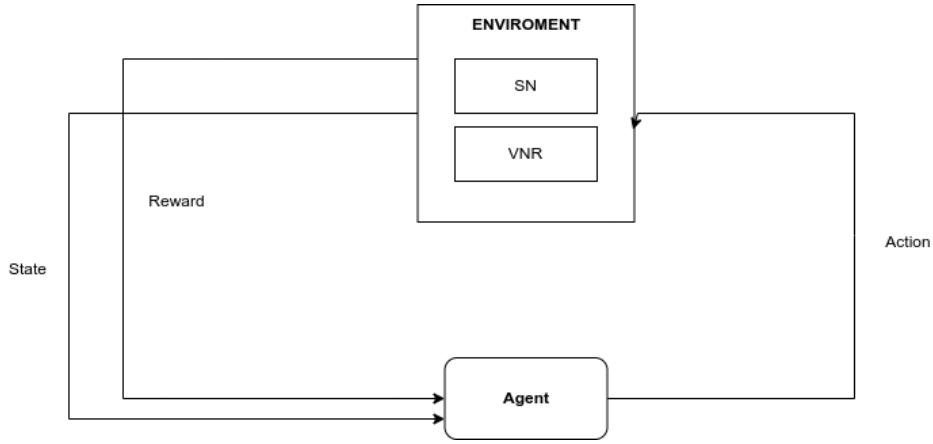 ENVIROMENT
SN
VNR
Reward
Action
State
Agent